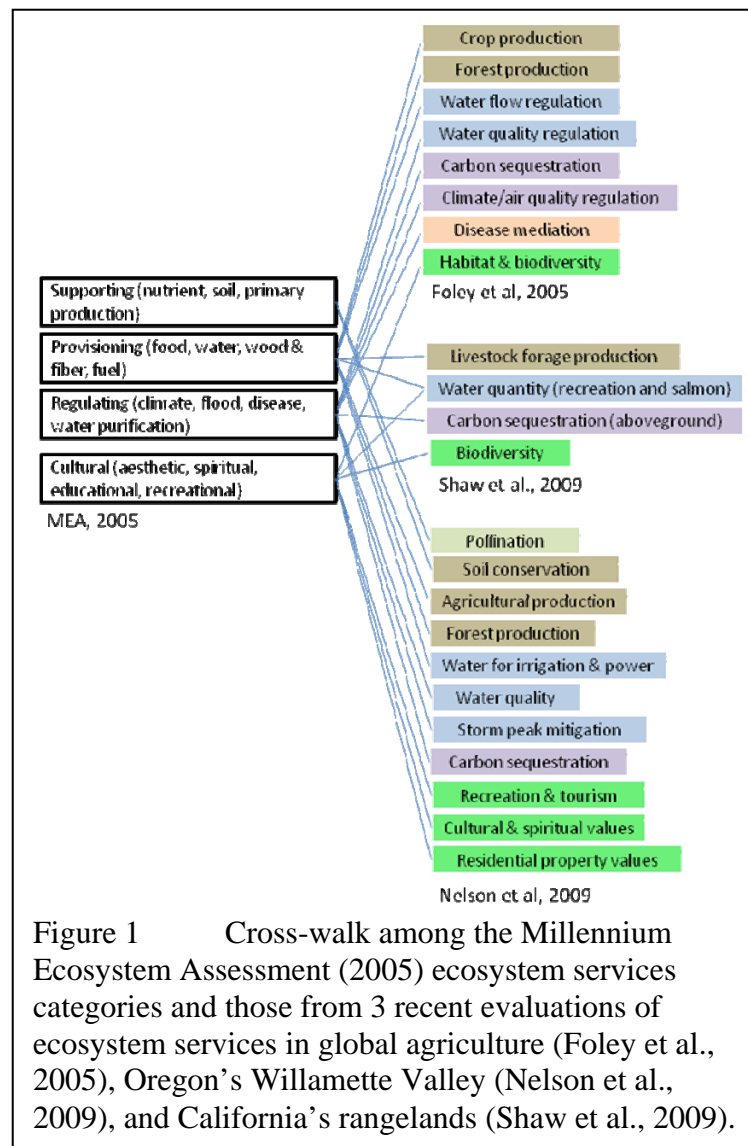 Crop production
Forest production
Water flow regulation
Water quality regulation
Carbon sequestration
Climate/air quality regulation
Disease mediation
Habitat & biodiversity
Foley et al, 2005
Supporting (nutrient, soil, primary
production)
Provisioning (food, water, wood &
fiber, fuel)
Regulating (climate, flood, disease,
water purification)
Cultural (aesthetic, spiritual,
educational, recreational)
MEA, 2005
Livestock forage production
Water quantity (recreation and salmon)
Carbon sequestration (aboveground)
Biodiversity
Shaw et al., 2009
Pollination
Soil conservation
Agricultural production
Forest production
Water for irrigation & power
Water quality
Storm peak mitigation
Carbon sequestration
Recreation & tourism
Cultural & spiritual values
Residential property values
Nelson et al, 2009
Figure 1 Cross-walk among the Millennium
Ecosystem Assessment (2005) ecosystem services
categories and those from 3 recent evaluations of
ecosystem services in global agriculture (Foley et al.,
2005), Oregon’s Willamette Valley (Nelson et al.,
2009), and California’s rangelands (Shaw et al., 2009).